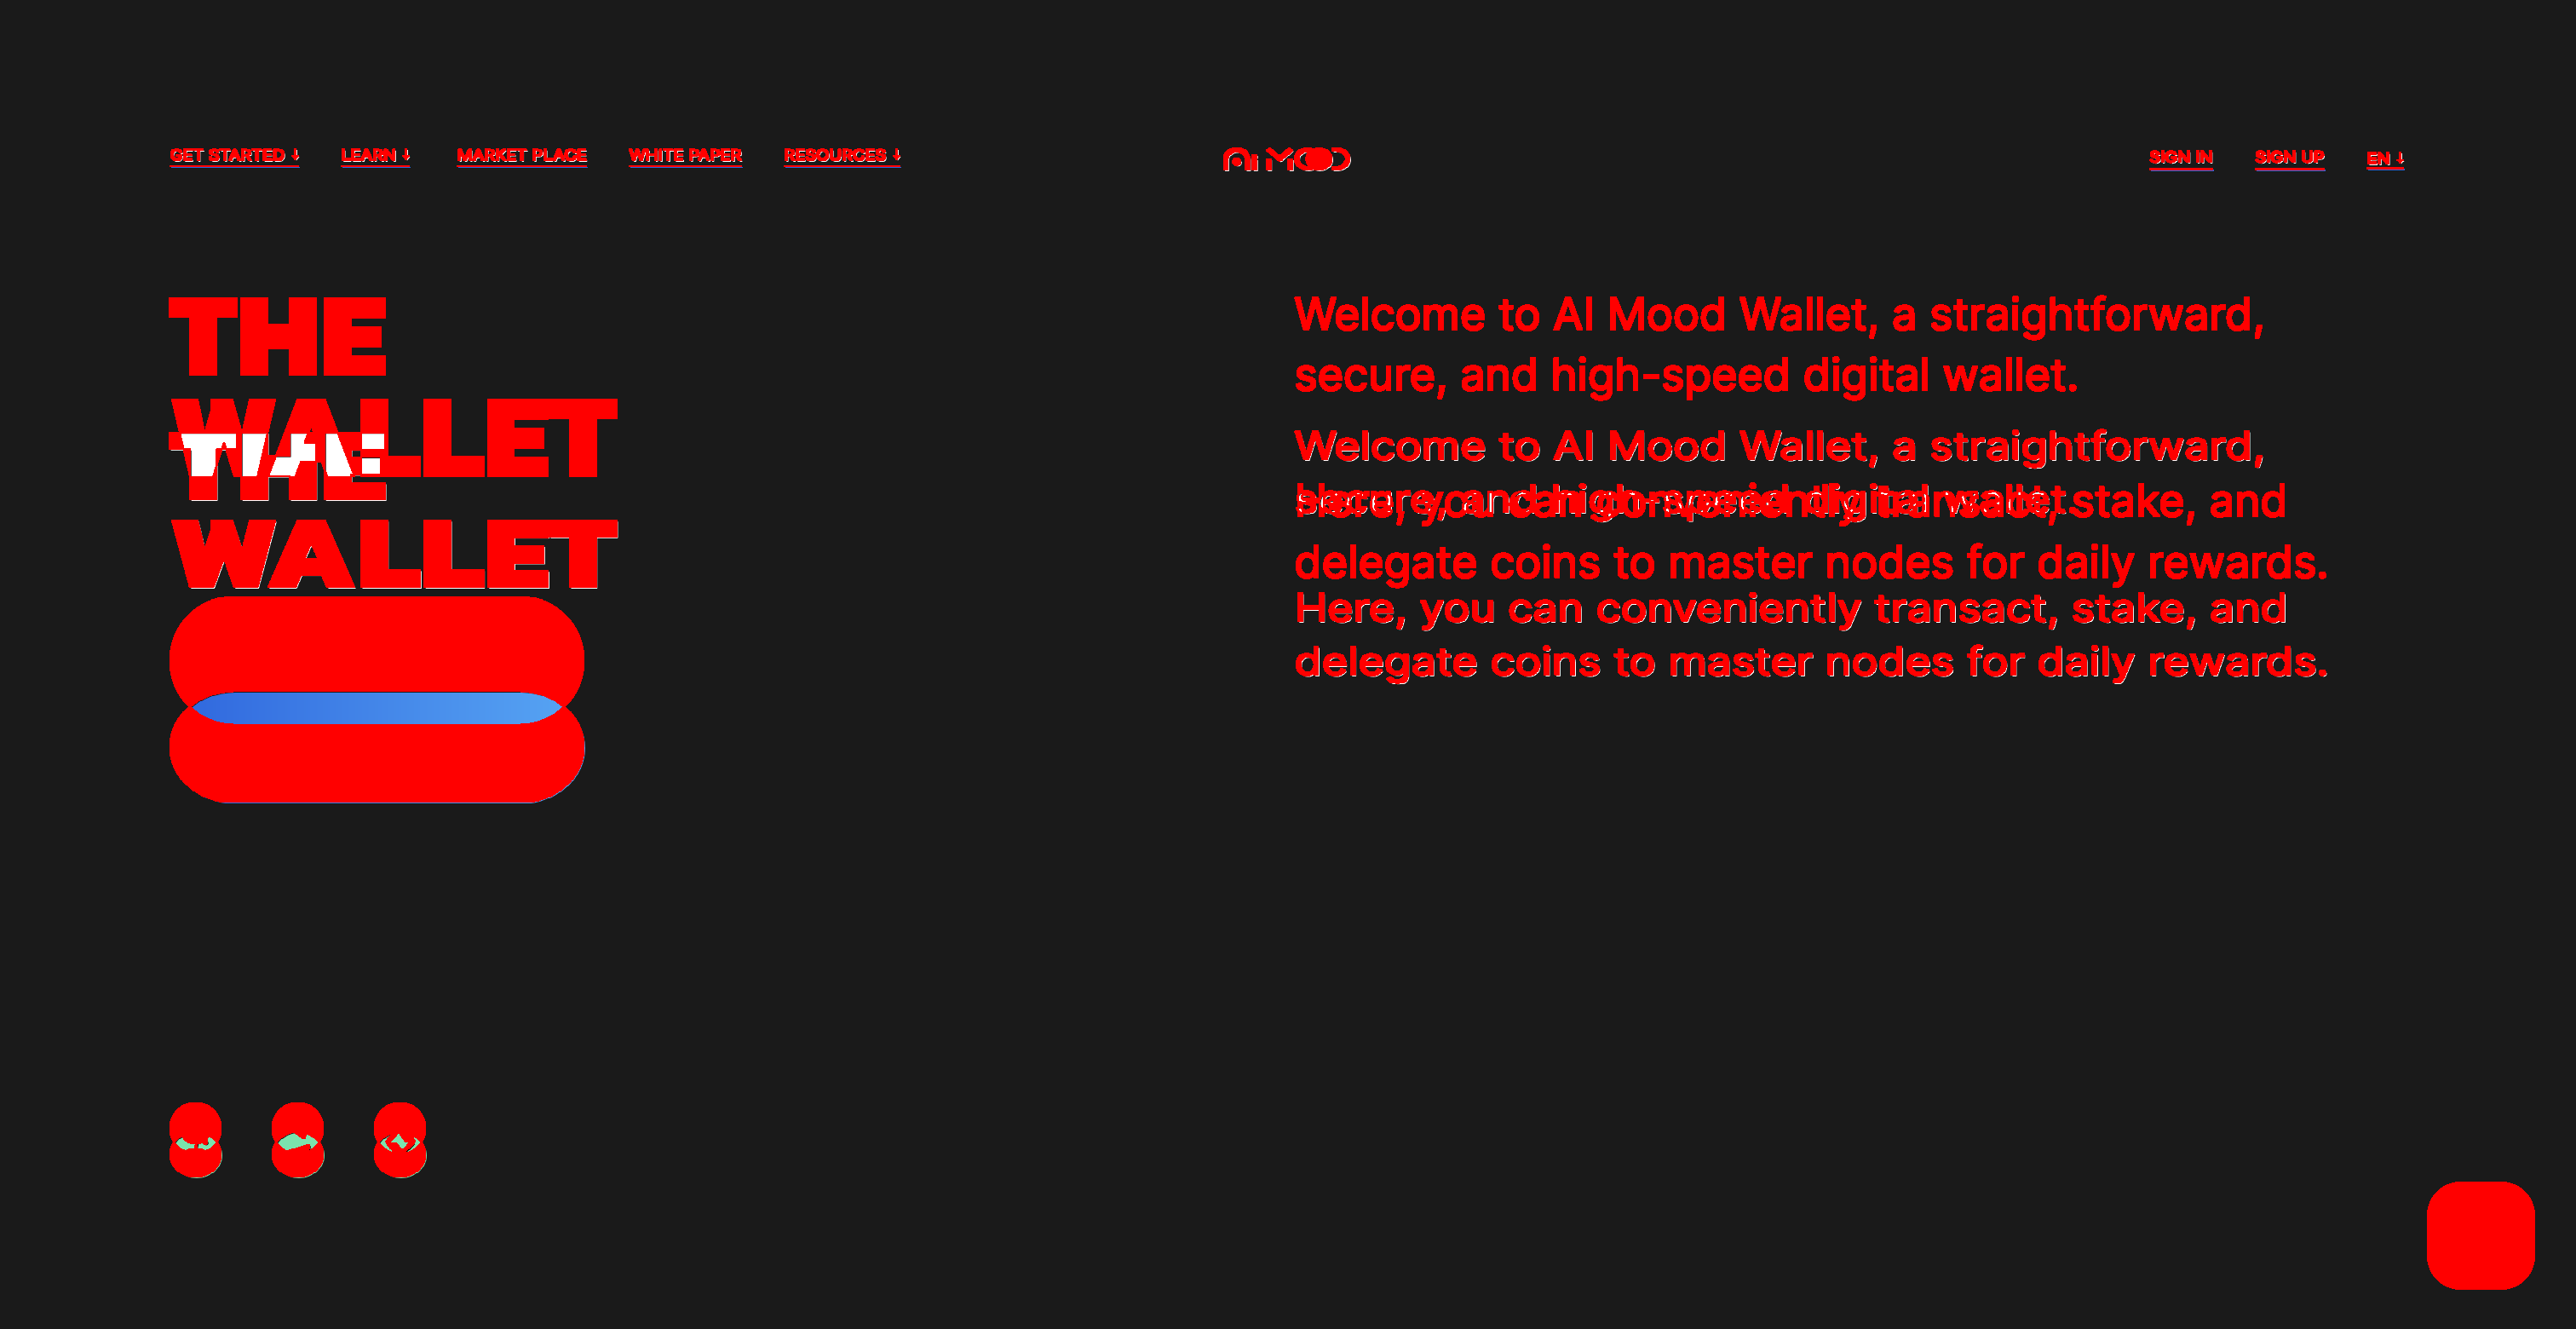 GET STARTED ↓ LEARN ↓ MARKET PLACE WHITE PAPER RESOURCES ↓ AI MOOD SIGN IN SIGN UP EN ↓
THE
WALLET
THE
WALLET
Welcome to AI Mood Wallet, a straightforward,
secure, and high-speed digital wallet.
Welcome to AI Mood Wallet, a straightforward,
secure, and high-speed digital wallet.
Here, you can conveniently transact, stake, and
delegate coins to master nodes for daily rewards.
Here, you can conveniently transact, stake, and
delegate coins to master nodes for daily rewards.